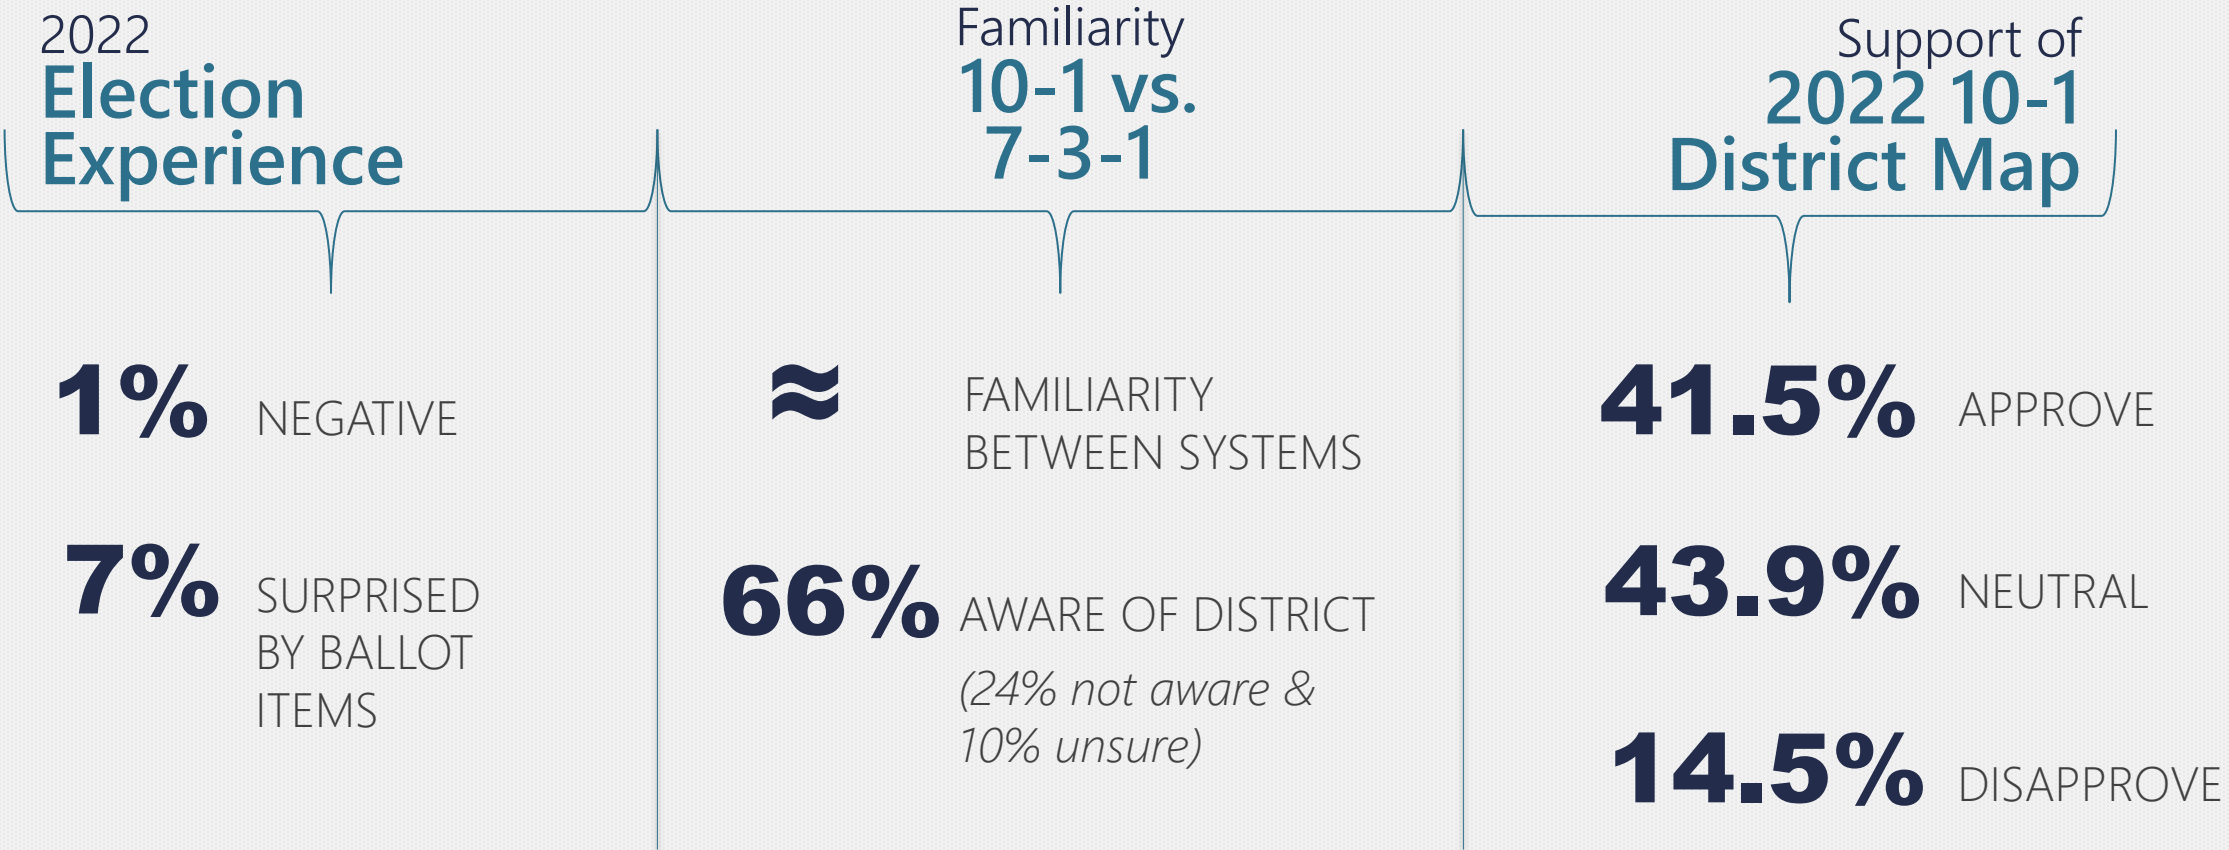 2022
Election
Experience
1% NEGATIVE
7% SURPRISED
BY BALLOT
ITEMS
Familiarity
10-1 vs.
7-3-1
≈ FAMILIARITY
BETWEEN SYSTEMS
66% AWARE OF DISTRICT
(24% not aware &
10% unsure)
Support of
2022 10-1
District Map
41.5% APPROVE
43.9% NEUTRAL
14.5% DISAPPROVE